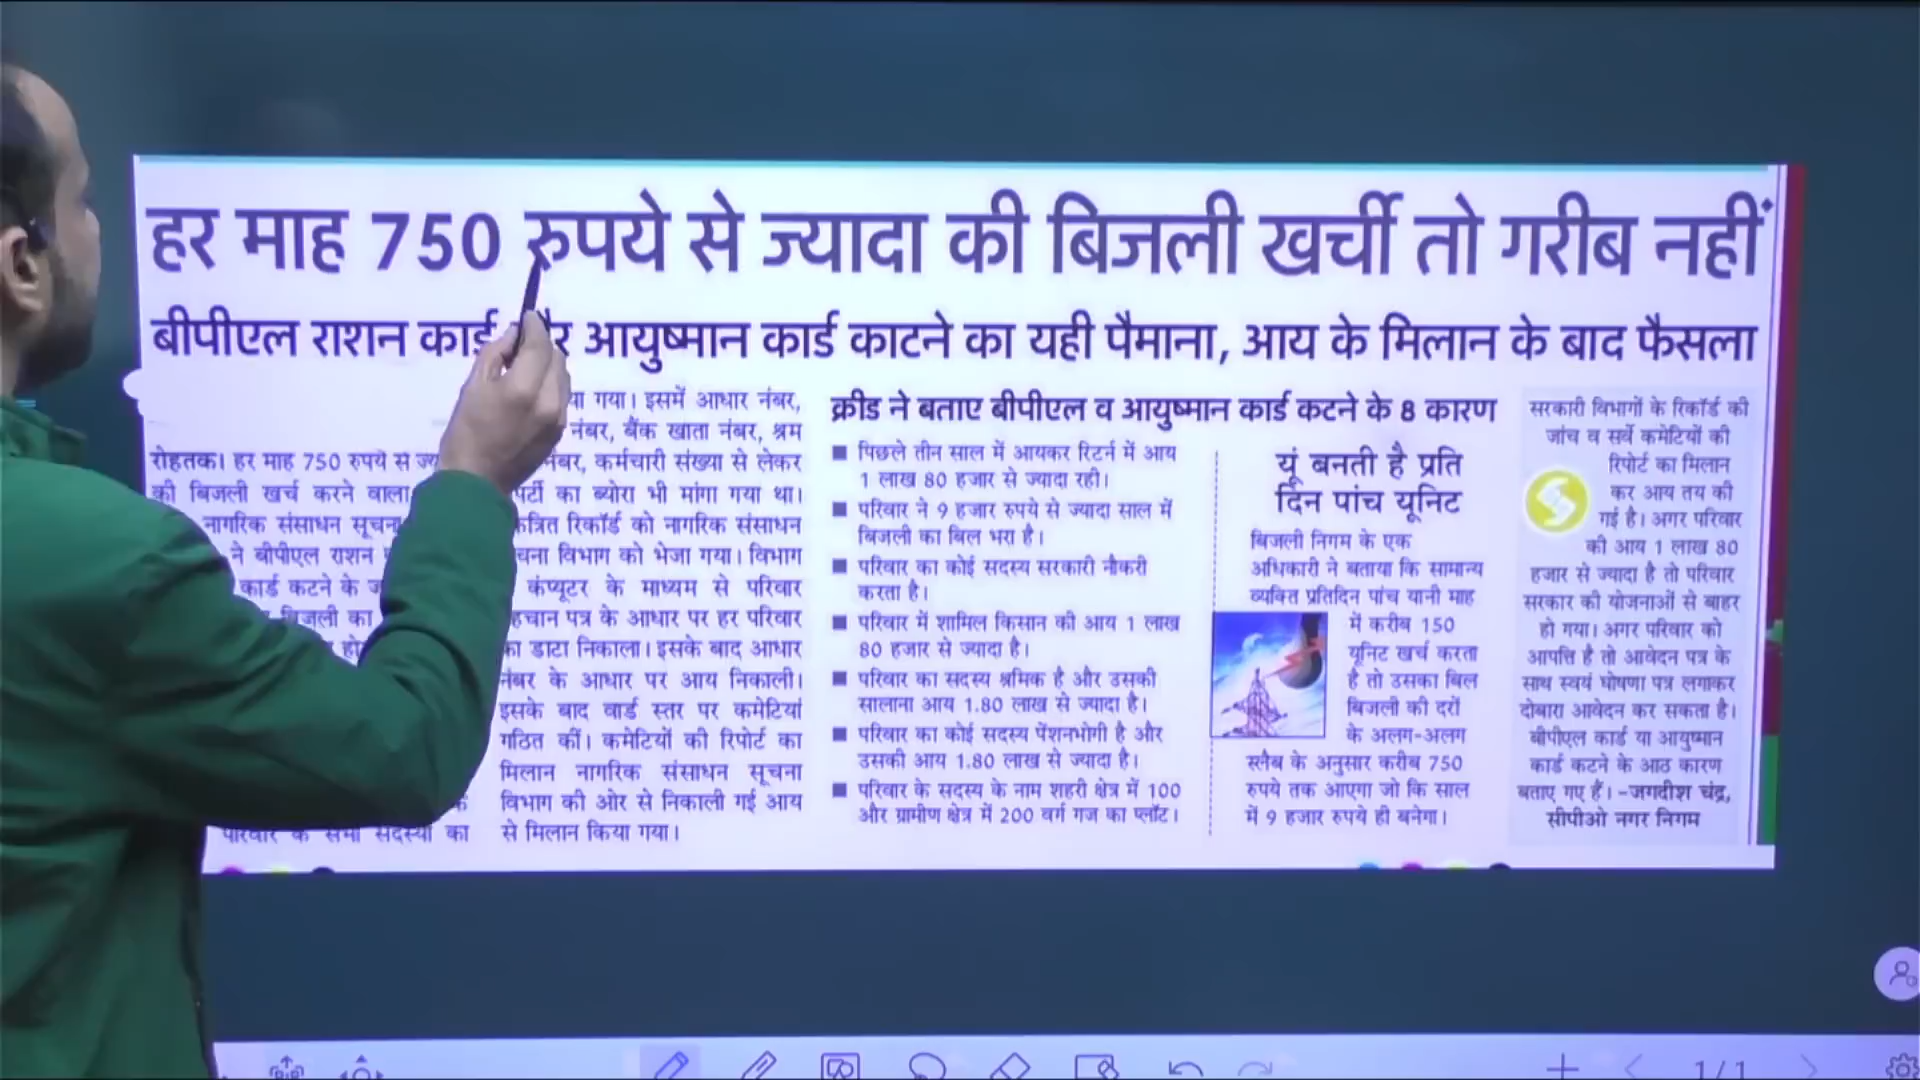 हर माह 750 रुपये से ज्यादा की बिजली खर्ची तो गरीब नहीं
बीपीएल राशन कार्ड और आयुष्मान कार्ड काटने का यही पैमाना, आय के मिलान के बाद फैसला
रोहतक। हर माह 750 रुपये से
की बिजली खर्च करने वाला
नागरिक संसाधन सूचना
ने बीपीएल राशन
कार्ड कटने के
बिजली का
परिवार के सभी सदस्यों का
गया। इसमें आधार नंबर,
नंबर, बैंक खाता नंबर, श्रम
नंबर, कर्मचारी संख्या से लेकर
का ब्योरा भी मांगा गया था।
रिकॉर्ड को नागरिक संसाधन
विभाग को भेजा गया। विभाग
कंप्यूटर के माध्यम से परिवार
पत्र के आधार पर हर परिवार
का डाटा निकाला। इसके बाद आधार
नंबर के आधार पर आय निकाली।
इसके बाद वार्ड स्तर पर कमेटियां
गठित कीं। कमेटियों की रिपोर्ट का
मिलान नागरिक संसाधन सूचना
विभाग की ओर से निकाली गई आय
से मिलान किया गया।
क्रीड ने बताए बीपीएल व आयुष्मान कार्ड कटने के 8 कारण
पिछले तीन साल में आयकर रिटर्न में आय
1 लाख 80 हजार से ज्यादा रही।
परिवार ने 9 हजार रुपये से ज्यादा साल में
बिजली का बिल भरा है।
परिवार का कोई सदस्य सरकारी नौकरी
करता है।
परिवार में शामिल किसान की आय 1 लाख
80 हजार से ज्यादा है।
परिवार का सदस्य श्रमिक है और उसकी
सालाना आय 1.80 लाख से ज्यादा है।
परिवार का कोई सदस्य पेंशनभोगी है और
उसकी आय 1.80 लाख से ज्यादा है।
परिवार के सदस्य के नाम शहरी क्षेत्र में 100
और ग्रामीण क्षेत्र में 200 वर्ग गज का प्लॉट।
यूं बनती है प्रति
दिन पांच यूनिट
बिजली निगम के एक
अधिकारी ने बताया कि सामान्य
व्यक्ति प्रतिदिन पांच यानी माह
में करीब 150
यूनिट खर्च करता
है तो उसका बिल
बिजली की दरों
के अलग-अलग
स्लैब के अनुसार करीब 750
रुपये तक आएगा जो कि साल
में 9 हजार रुपये ही बनेगा।
सरकारी विभागों के रिकॉर्ड की
जांच व सर्वे कमेटियों की
रिपोर्ट का मिलान
कर आय तय की
गई है। अगर परिवार
की आय 1 लाख 80
हजार से ज्यादा है तो परिवार
सरकार की योजनाओं से बाहर
हो गया। अगर परिवार को
आपत्ति है तो आवेदन पत्र के
साथ स्वयं घोषणा पत्र लगाकर
दोबारा आवेदन कर सकता है।
बीपीएल कार्ड या आयुष्मान
कार्ड कटने के आठ कारण
बताए गए हैं। -जगदीश चंद्र,
सीपीओ नगर निगम
1/1